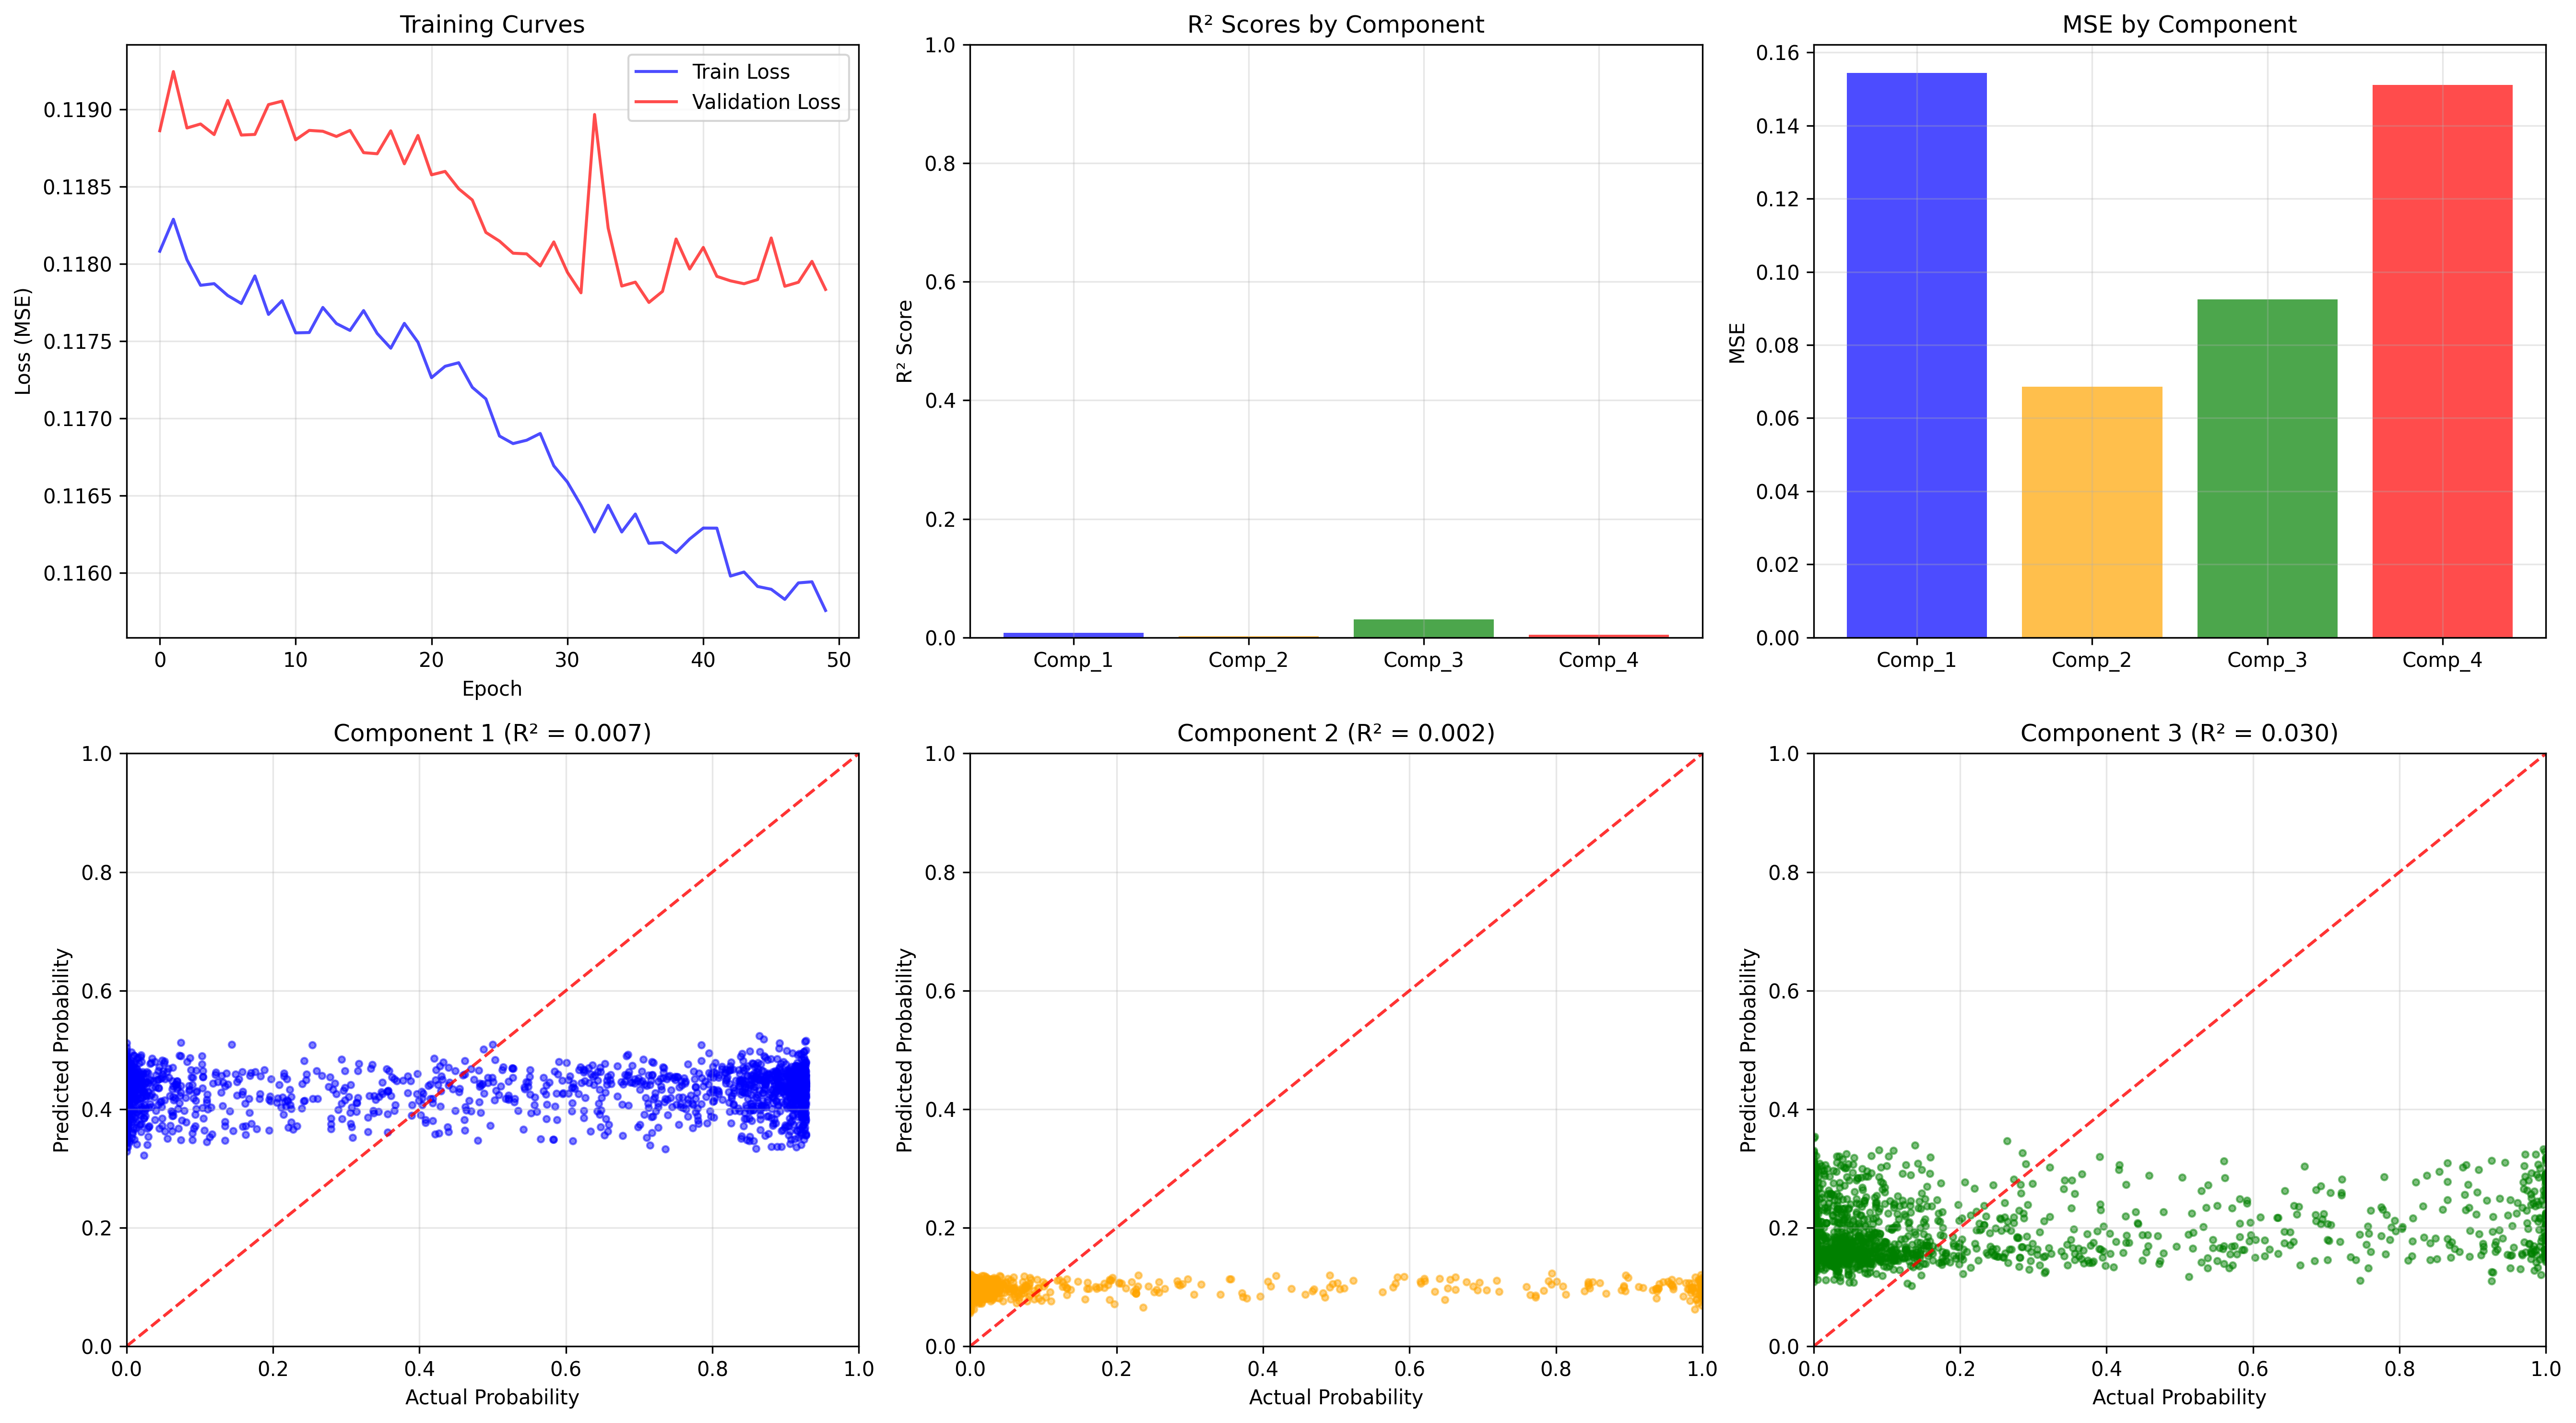 Training Curves
Train Loss
Validation Loss
0.1190
0.1185
0.1180
0.1175
0.1170
0.1165
0.1160
Loss (MSE)
0 10 20 30 40 50
Epoch
R² Scores by Component
1.0
0.8
0.6
0.4
0.2
0.0
R² Score
Comp_1 Comp_2 Comp_3 Comp_4
MSE by Component
0.16
0.14
0.12
0.10
0.08
0.06
0.04
0.02
0.00
MSE
Comp_1 Comp_2 Comp_3 Comp_4
Component 1 (R² = 0.007)
1.0
0.8
0.6
0.4
0.2
0.0
Predicted Probability
0.0 0.2 0.4 0.6 0.8 1.0
Actual Probability
Component 2 (R² = 0.002)
1.0
0.8
0.6
0.4
0.2
0.0
Predicted Probability
0.0 0.2 0.4 0.6 0.8 1.0
Actual Probability
Component 3 (R² = 0.030)
1.0
0.8
0.6
0.4
0.2
0.0
Predicted Probability
0.0 0.2 0.4 0.6 0.8 1.0
Actual Probability